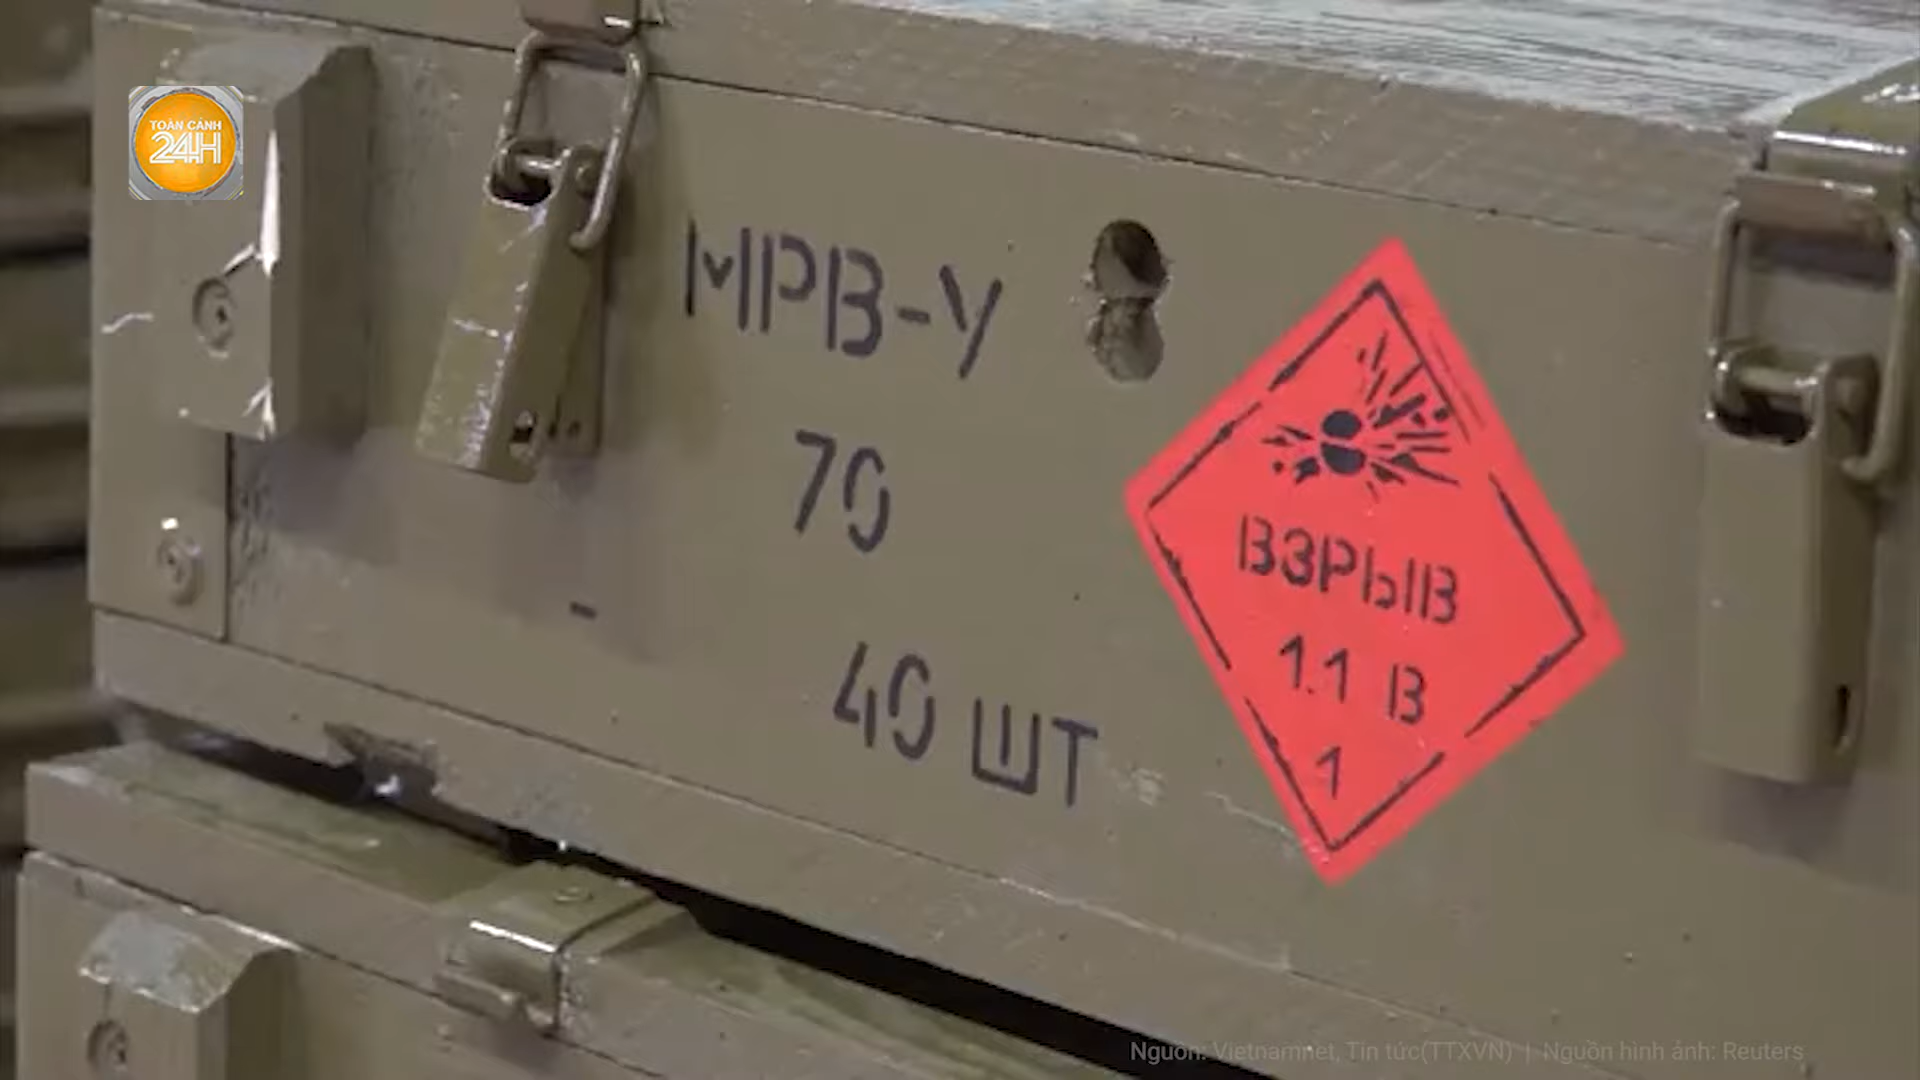 TOÀN CẢNH
24H
МРВ-У
70
40 ШТ
ВЗРЫВ
1.1 В
1
Nguồn: Vietnamnet, Tin tức(TTXVN) | Nguồn hình ảnh: Reuters